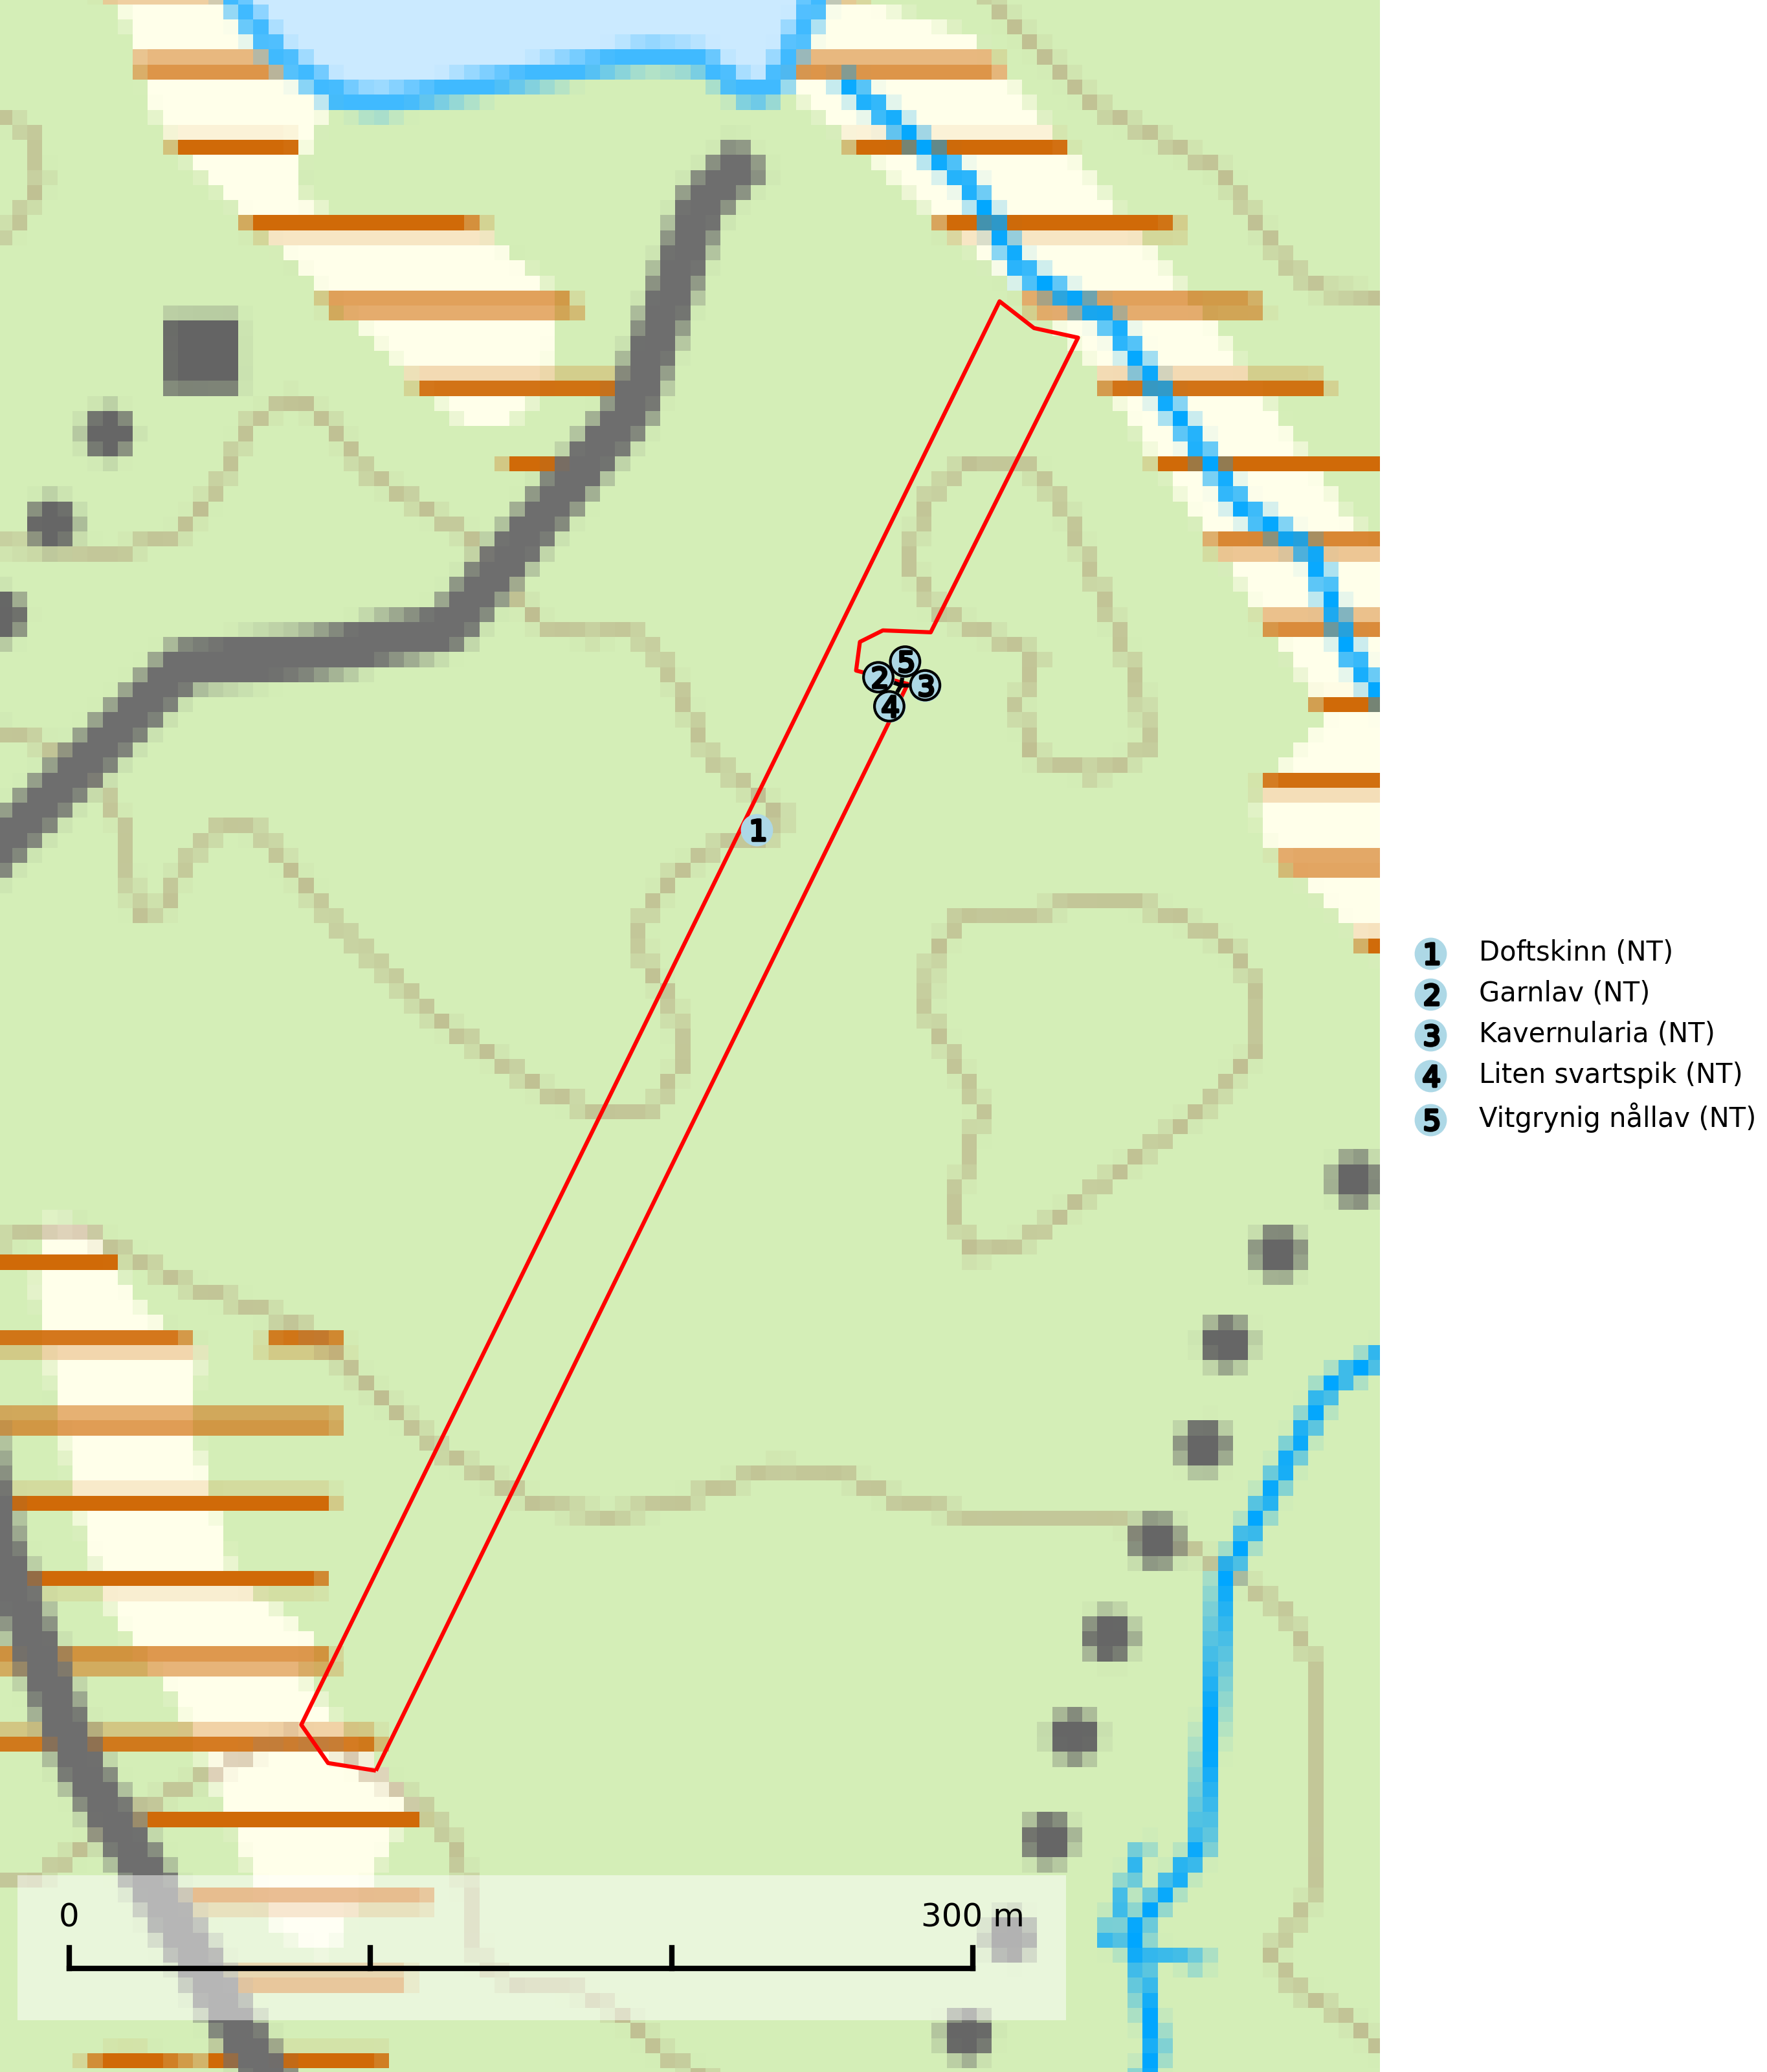 5
2
3
4
1
1 Doftskinn (NT)
2 Garnlav (NT)
3 Kavernularia (NT)
4 Liten svartspik (NT)
5 Vitgrynig nållav (NT)
0 300 m